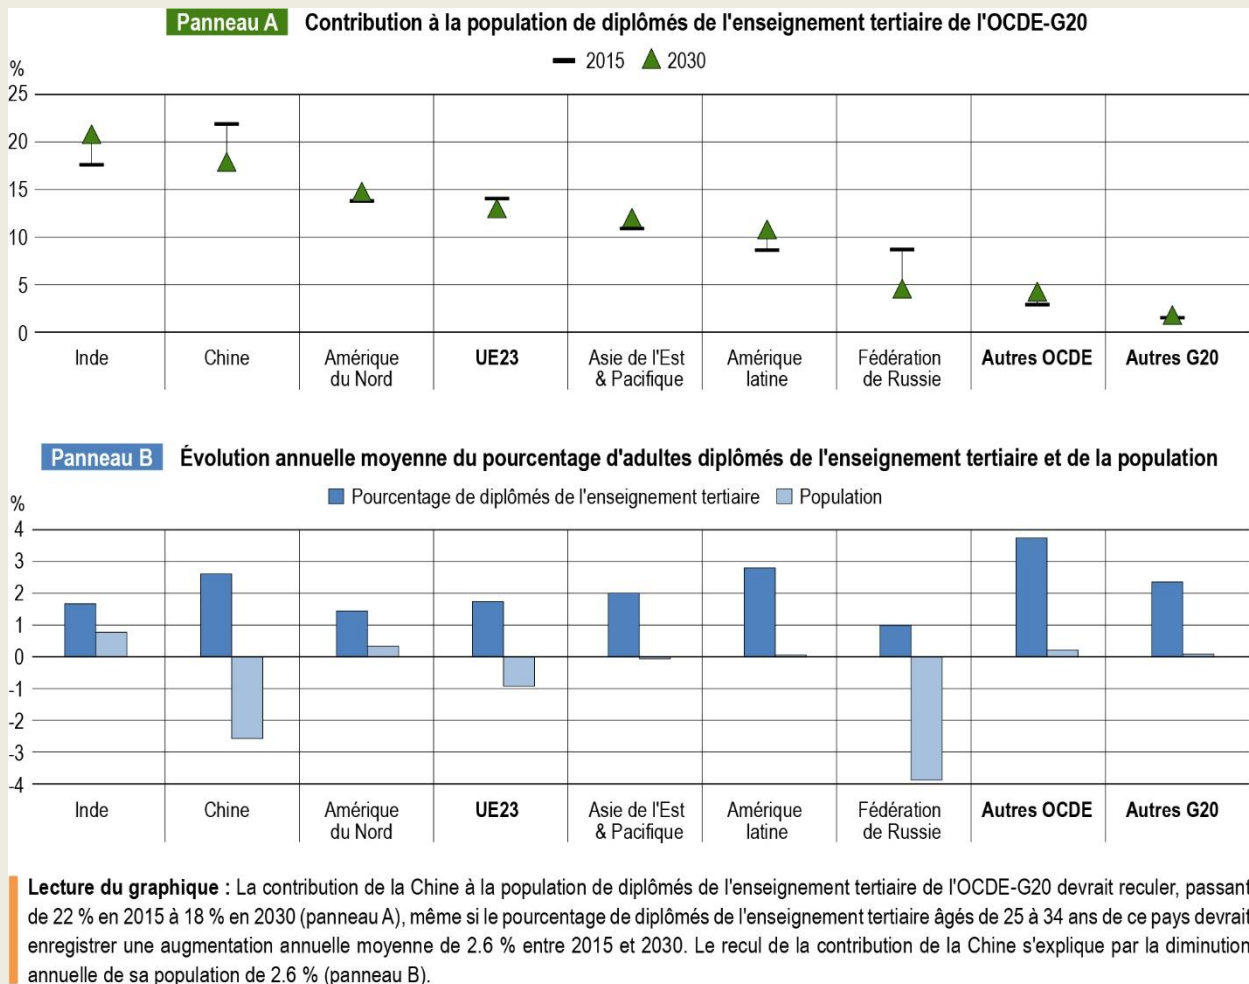 Panneau A Contribution à la population de diplômés de l'enseignement tertiaire de l'OCDE-G20
2015 2030
%
25
20
15
10
5
0
Inde Chine Amérique du Nord UE23 Asie de l'Est & Pacifique Amérique latine Fédération de Russie Autres OCDE Autres G20
Panneau B Évolution annuelle moyenne du pourcentage d'adultes diplômés de l'enseignement tertiaire et de la population
Pourcentage de diplômés de l'enseignement tertiaire Population
%
4
3
2
1
0
-1
-2
-3
-4
Inde Chine Amérique du Nord UE23 Asie de l'Est & Pacifique Amérique latine Fédération de Russie Autres OCDE Autres G20
Lecture du graphique : La contribution de la Chine à la population de diplômés de l'enseignement tertiaire de l'OCDE-G20 devrait reculer, passant
de 22 % en 2015 à 18 % en 2030 (panneau A), même si le pourcentage de diplômés de l'enseignement tertiaire âgés de 25 à 34 ans de ce pays devrait
enregistrer une augmentation annuelle moyenne de 2.6 % entre 2015 et 2030. Le recul de la contribution de la Chine s'explique par la diminution
annuelle de sa population de 2.6 % (panneau B).